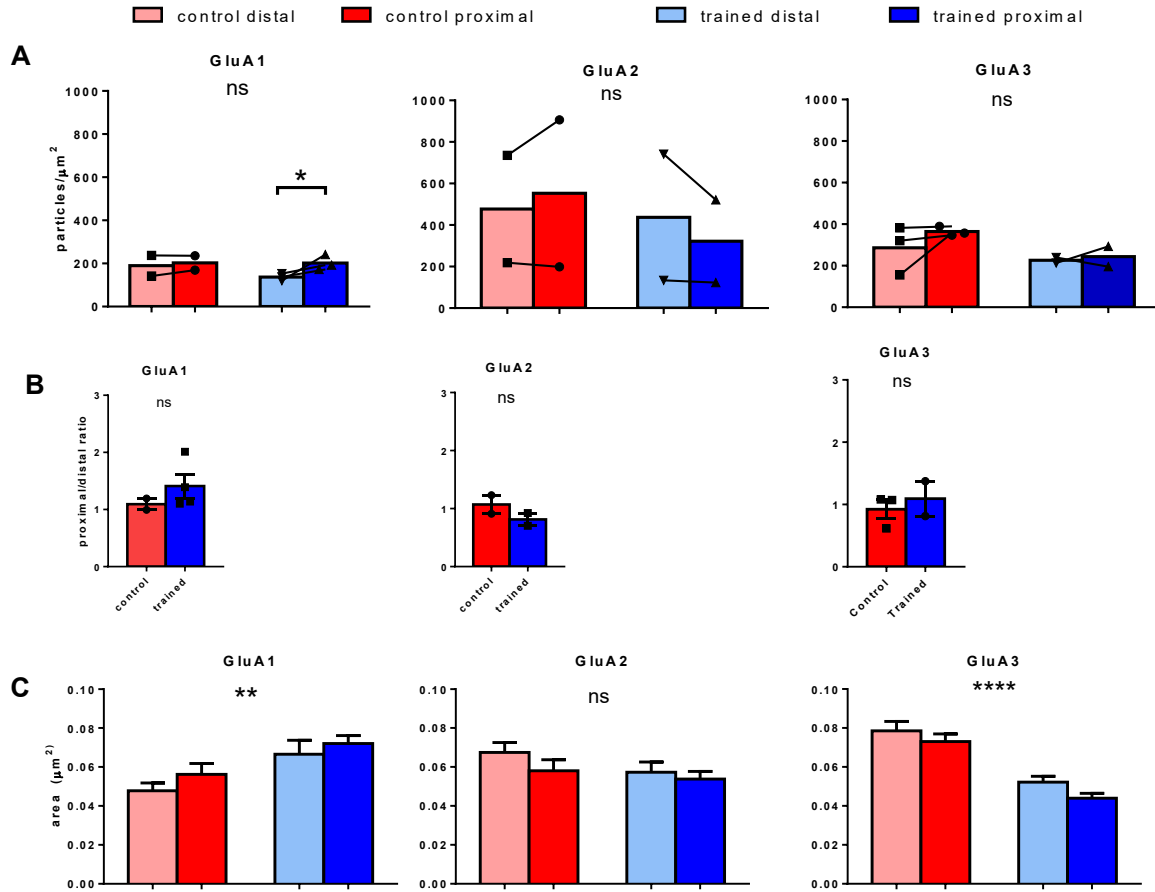 control distal control proximal trained distal trained proximal
A
GluA1 GluA2 GluA3
ns ns ns
*
particles/μm²
1000 800 600 400 200 0
1000 800 600 400 200 0
1000 800 600 400 200 0
B
GluA1 GluA2 GluA3
ns ns ns
proximal/distal ratio
3 2 1 0
3 2 1 0
3 2 1 0
control trained
control trained
Control Trained
C
GluA1 GluA2 GluA3
** ns ****
area (μm²)
0.10 0.08 0.06 0.04 0.02 0.00
0.10 0.08 0.06 0.04 0.02 0.00
0.10 0.08 0.06 0.04 0.02 0.00